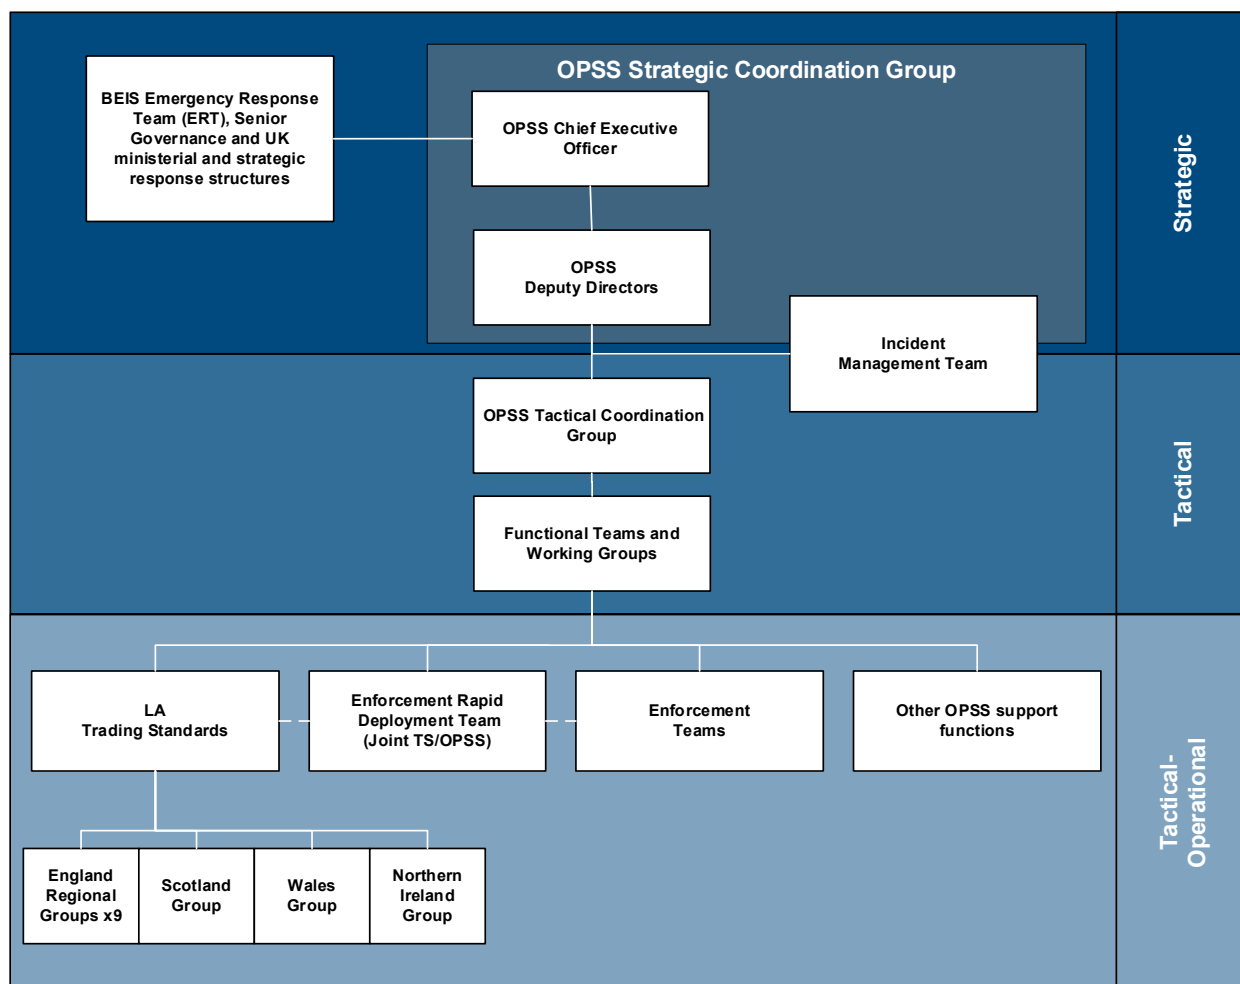 OPSS Strategic Coordination Group
BEIS Emergency Response
Team (ERT), Senior
Governance and UK
ministerial and strategic
response structures
OPSS Chief Executive
Officer
OPSS
Deputy Directors
Incident
Management Team
Strategic
OPSS Tactical Coordination
Group
Functional Teams and
Working Groups
Tactical
LA
Trading Standards
Enforcement Rapid
Deployment Team
(Joint TS/OPSS)
Enforcement
Teams
Other OPSS support
functions
England
Regional
Groups x9
Scotland
Group
Wales
Group
Northern
Ireland
Group
Tactical-
Operational